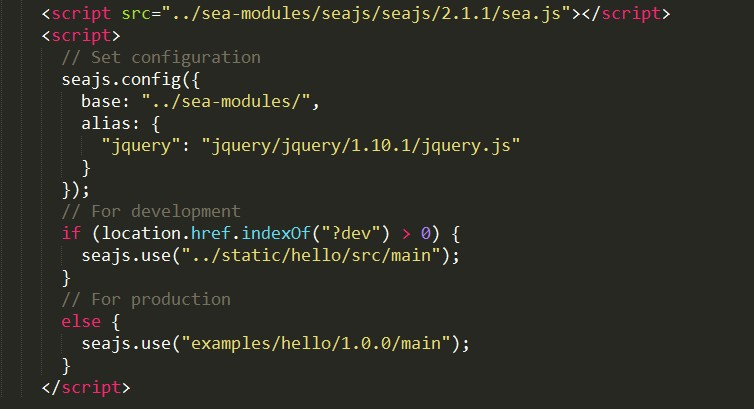 <script src="../sea-modules/seajs/seajs/2.1.1/sea.js"></script>
<script>
// Set configuration
seajs.config({
base: "../sea-modules/",
alias: {
"jquery": "jquery/jquery/1.10.1/jquery.js"
}
});
// For development
if (location.href.indexOf("?dev") > 0) {
seajs.use("../static/hello/src/main");
}
// For production
else {
seajs.use("examples/hello/1.0.0/main");
}
</script>